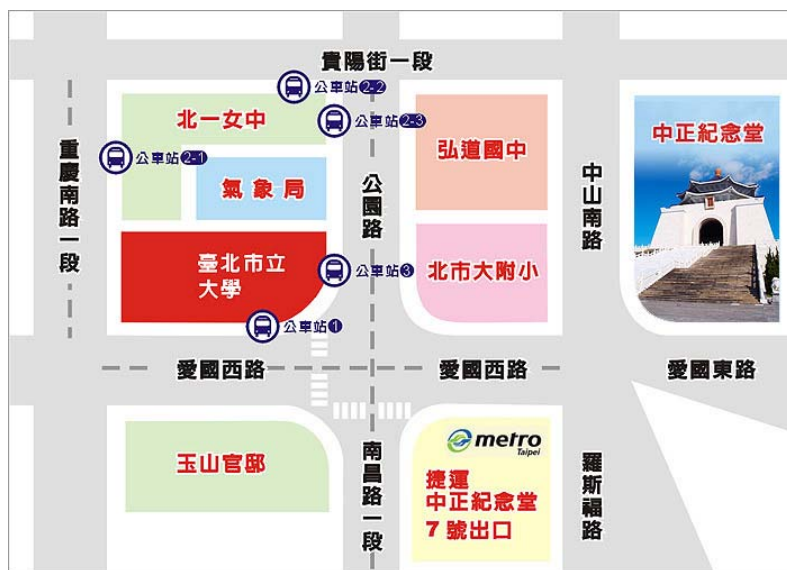 貴陽街一段
公車站2-2
北一女中
公車站2-3
弘道國中
中正紀念堂
公車站2-1
重慶南路一段
氣象局
公園路
中山南路
臺北市立
大學
公車站3
北市大附小
公車站1
愛國西路
愛國西路
愛國東路
玉山官邸
南昌路一段
metro
Taipei
捷運
中正紀念堂
7號出口
羅斯福路